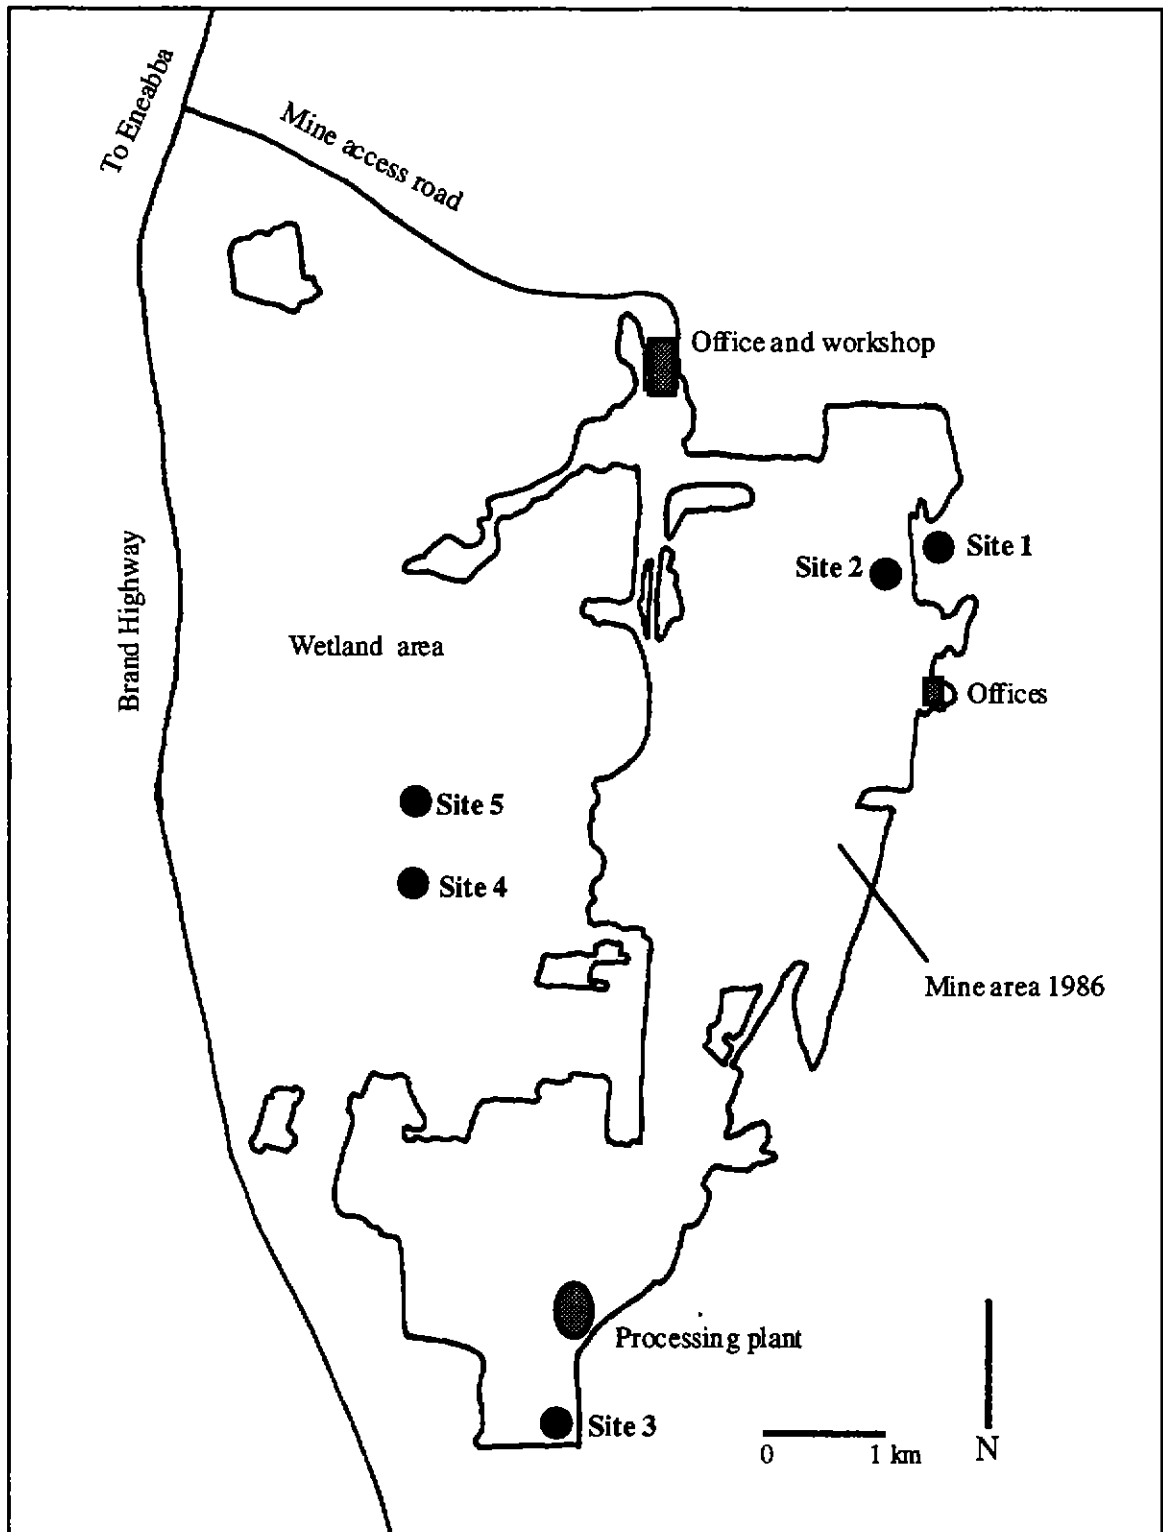 To Eneabba
Mine access road
Office and workshop
Site 1
Site 2
Brand Highway
Wetland area
Offices
Site 5
Site 4
Mine area 1986
Processing plant
Site 3
0 1 km
N